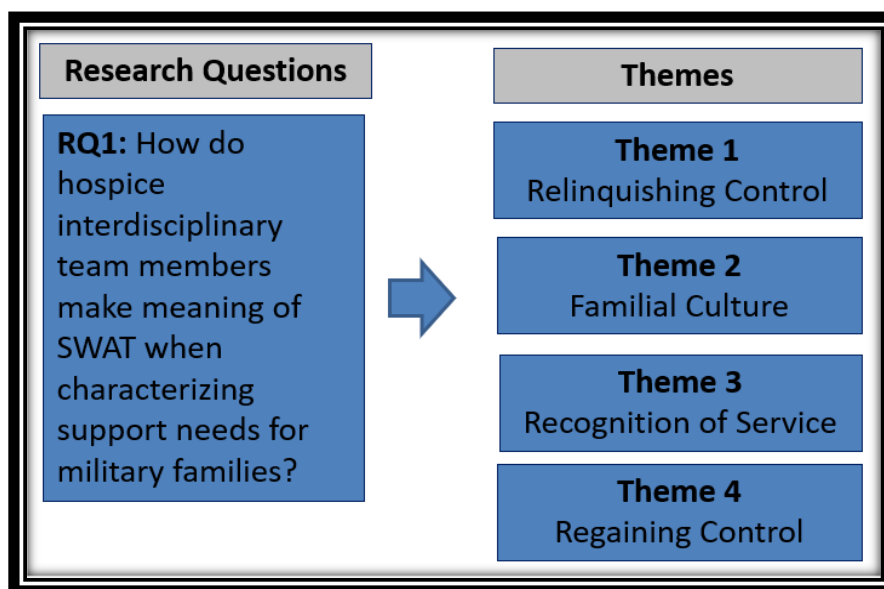 Research Questions
RQ1: How do
hospice
interdisciplinary
team members
make meaning of
SWAT when
characterizing
support needs for
military families?
Themes
Theme 1
Relinquishing Control
Theme 2
Familial Culture
Theme 3
Recognition of Service
Theme 4
Regaining Control